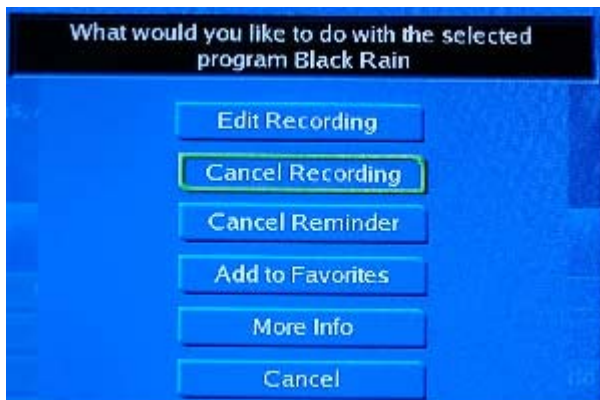 What would you like to do with the selected
program Black Rain
Edit Recording
Cancel Recording
Cancel Reminder
Add to Favorites
More Info
Cancel